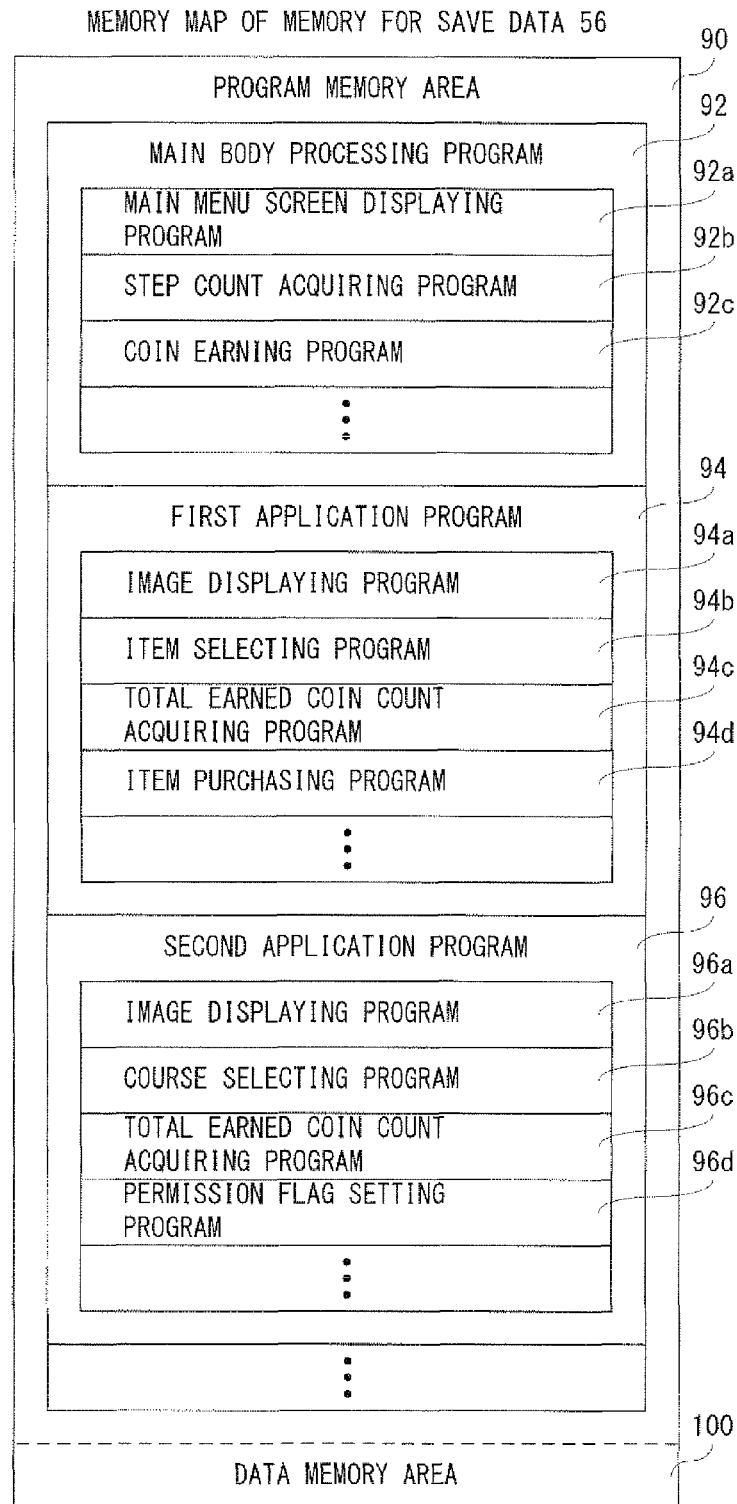 MEMORY MAP OF MEMORY FOR SAVE DATA 56
90
PROGRAM MEMORY AREA
92
MAIN BODY PROCESSING PROGRAM
92a
MAIN MENU SCREEN DISPLAYING
PROGRAM
92b
STEP COUNT ACQUIRING PROGRAM
92c
COIN EARNING PROGRAM
94
FIRST APPLICATION PROGRAM
94a
IMAGE DISPLAYING PROGRAM
94b
ITEM SELECTING PROGRAM
94c
TOTAL EARNED COIN COUNT
ACQUIRING PROGRAM
94d
ITEM PURCHASING PROGRAM
96
SECOND APPLICATION PROGRAM
96a
IMAGE DISPLAYING PROGRAM
96b
COURSE SELECTING PROGRAM
96c
TOTAL EARNED COIN COUNT
ACQUIRING PROGRAM
96d
PERMISSION FLAG SETTING
PROGRAM
100
DATA MEMORY AREA